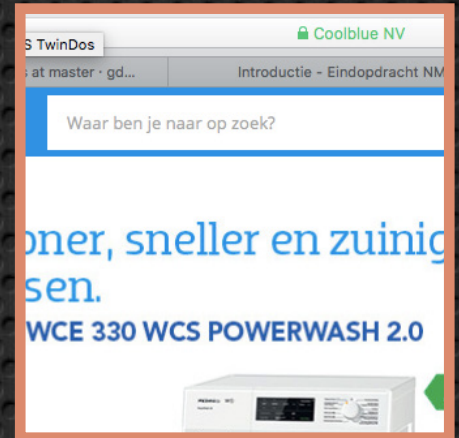 Coolblue NV
S TwinDos
s at master · gd...
Introductie - Eindopdracht NM
Waar ben je naar op zoek?
oner, sneller en zuinig
sen.
WCE 330 WCS POWERWASH 2.0